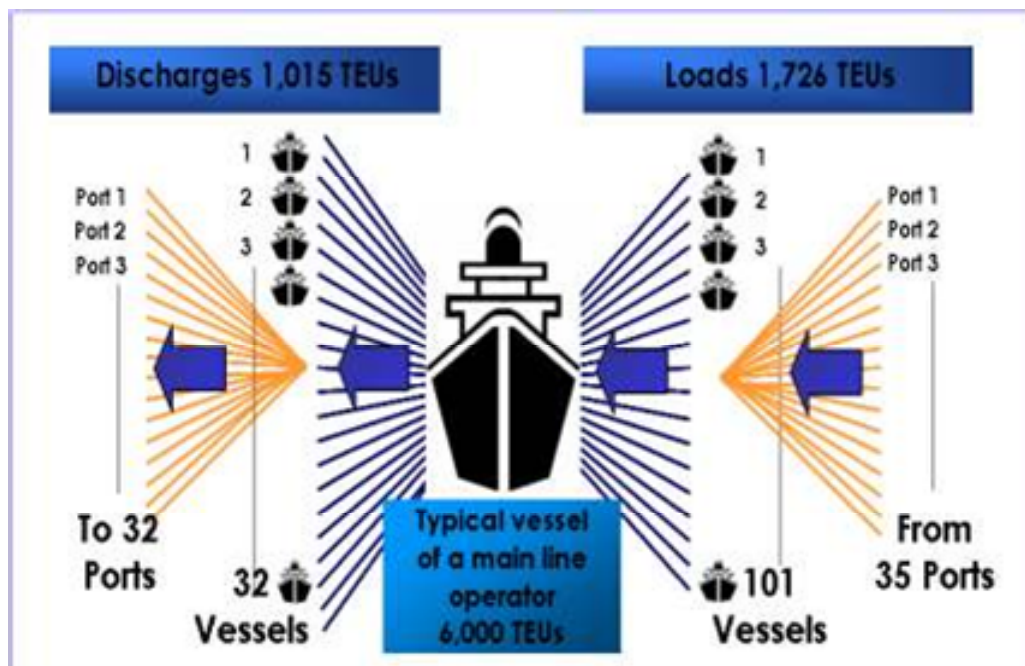 Discharges 1,015 TEUs
Loads 1,726 TEUs
1
2
3
Port 1
Port 2
Port 3
To 32
Ports
32
Vessels
Typical vessel
of a main line
operator
6,000 TEUs
1
2
3
101
Vessels
Port 1
Port 2
Port 3
From
35 Ports